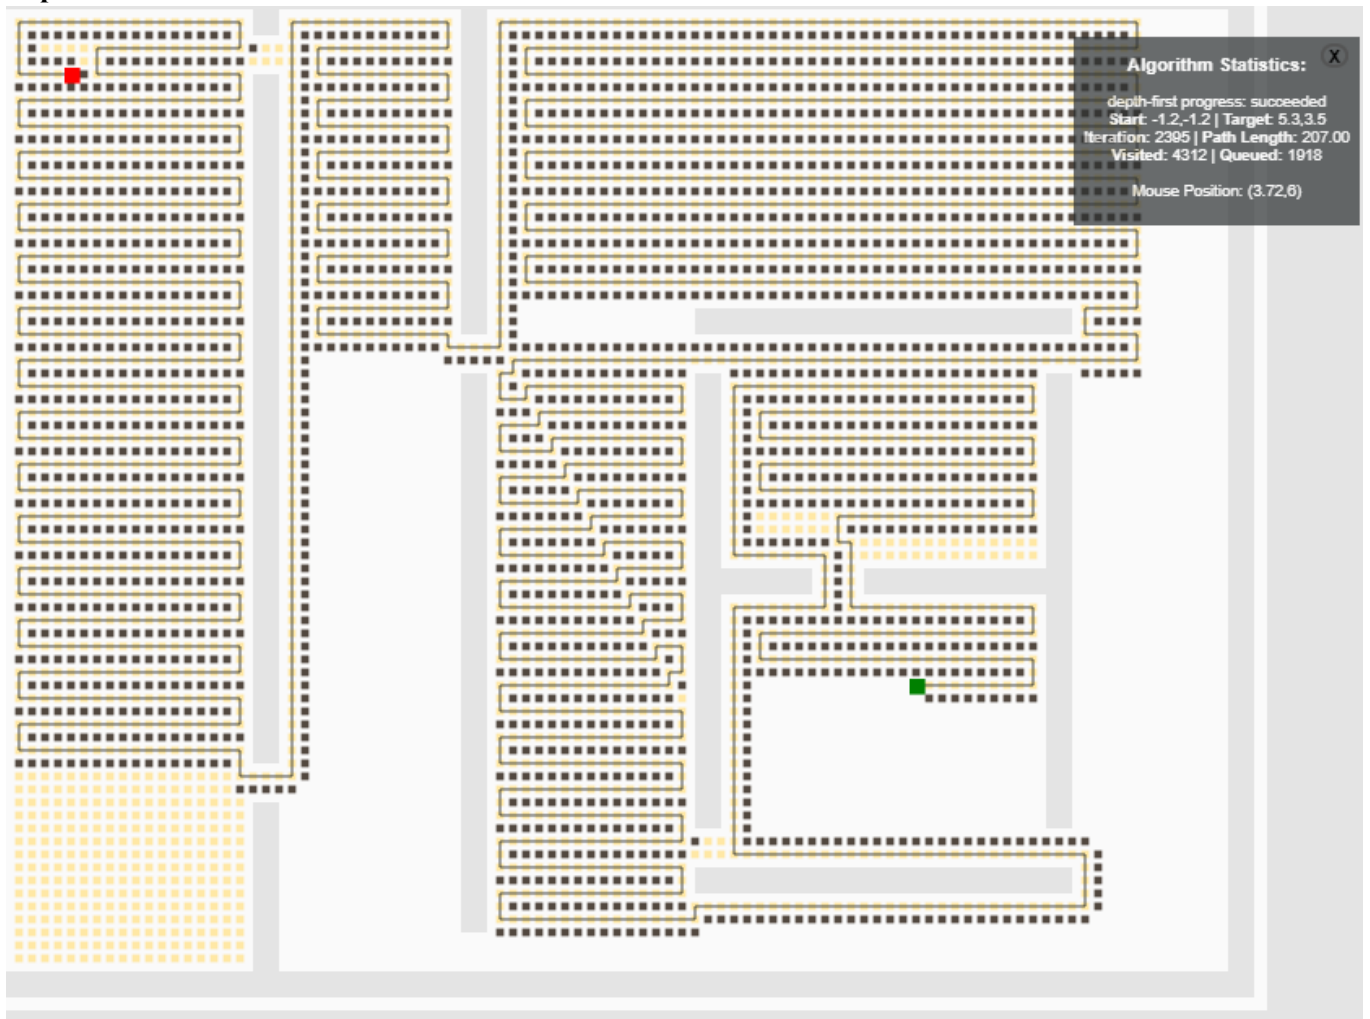 X
Algorithm Statistics:
depth-first progress: succeeded
Start: -1.2,-1.2 | Target: 5.3,3.5
Iteration: 2395 | Path Length: 207.00
Visited: 4312 | Queued: 1918
Mouse Position: (3.72,6)